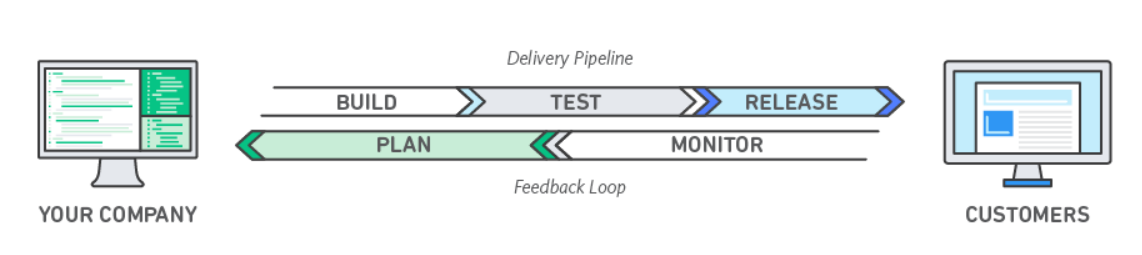 Delivery Pipeline
BUILD TEST RELEASE
PLAN MONITOR
Feedback Loop
YOUR COMPANY
CUSTOMERS